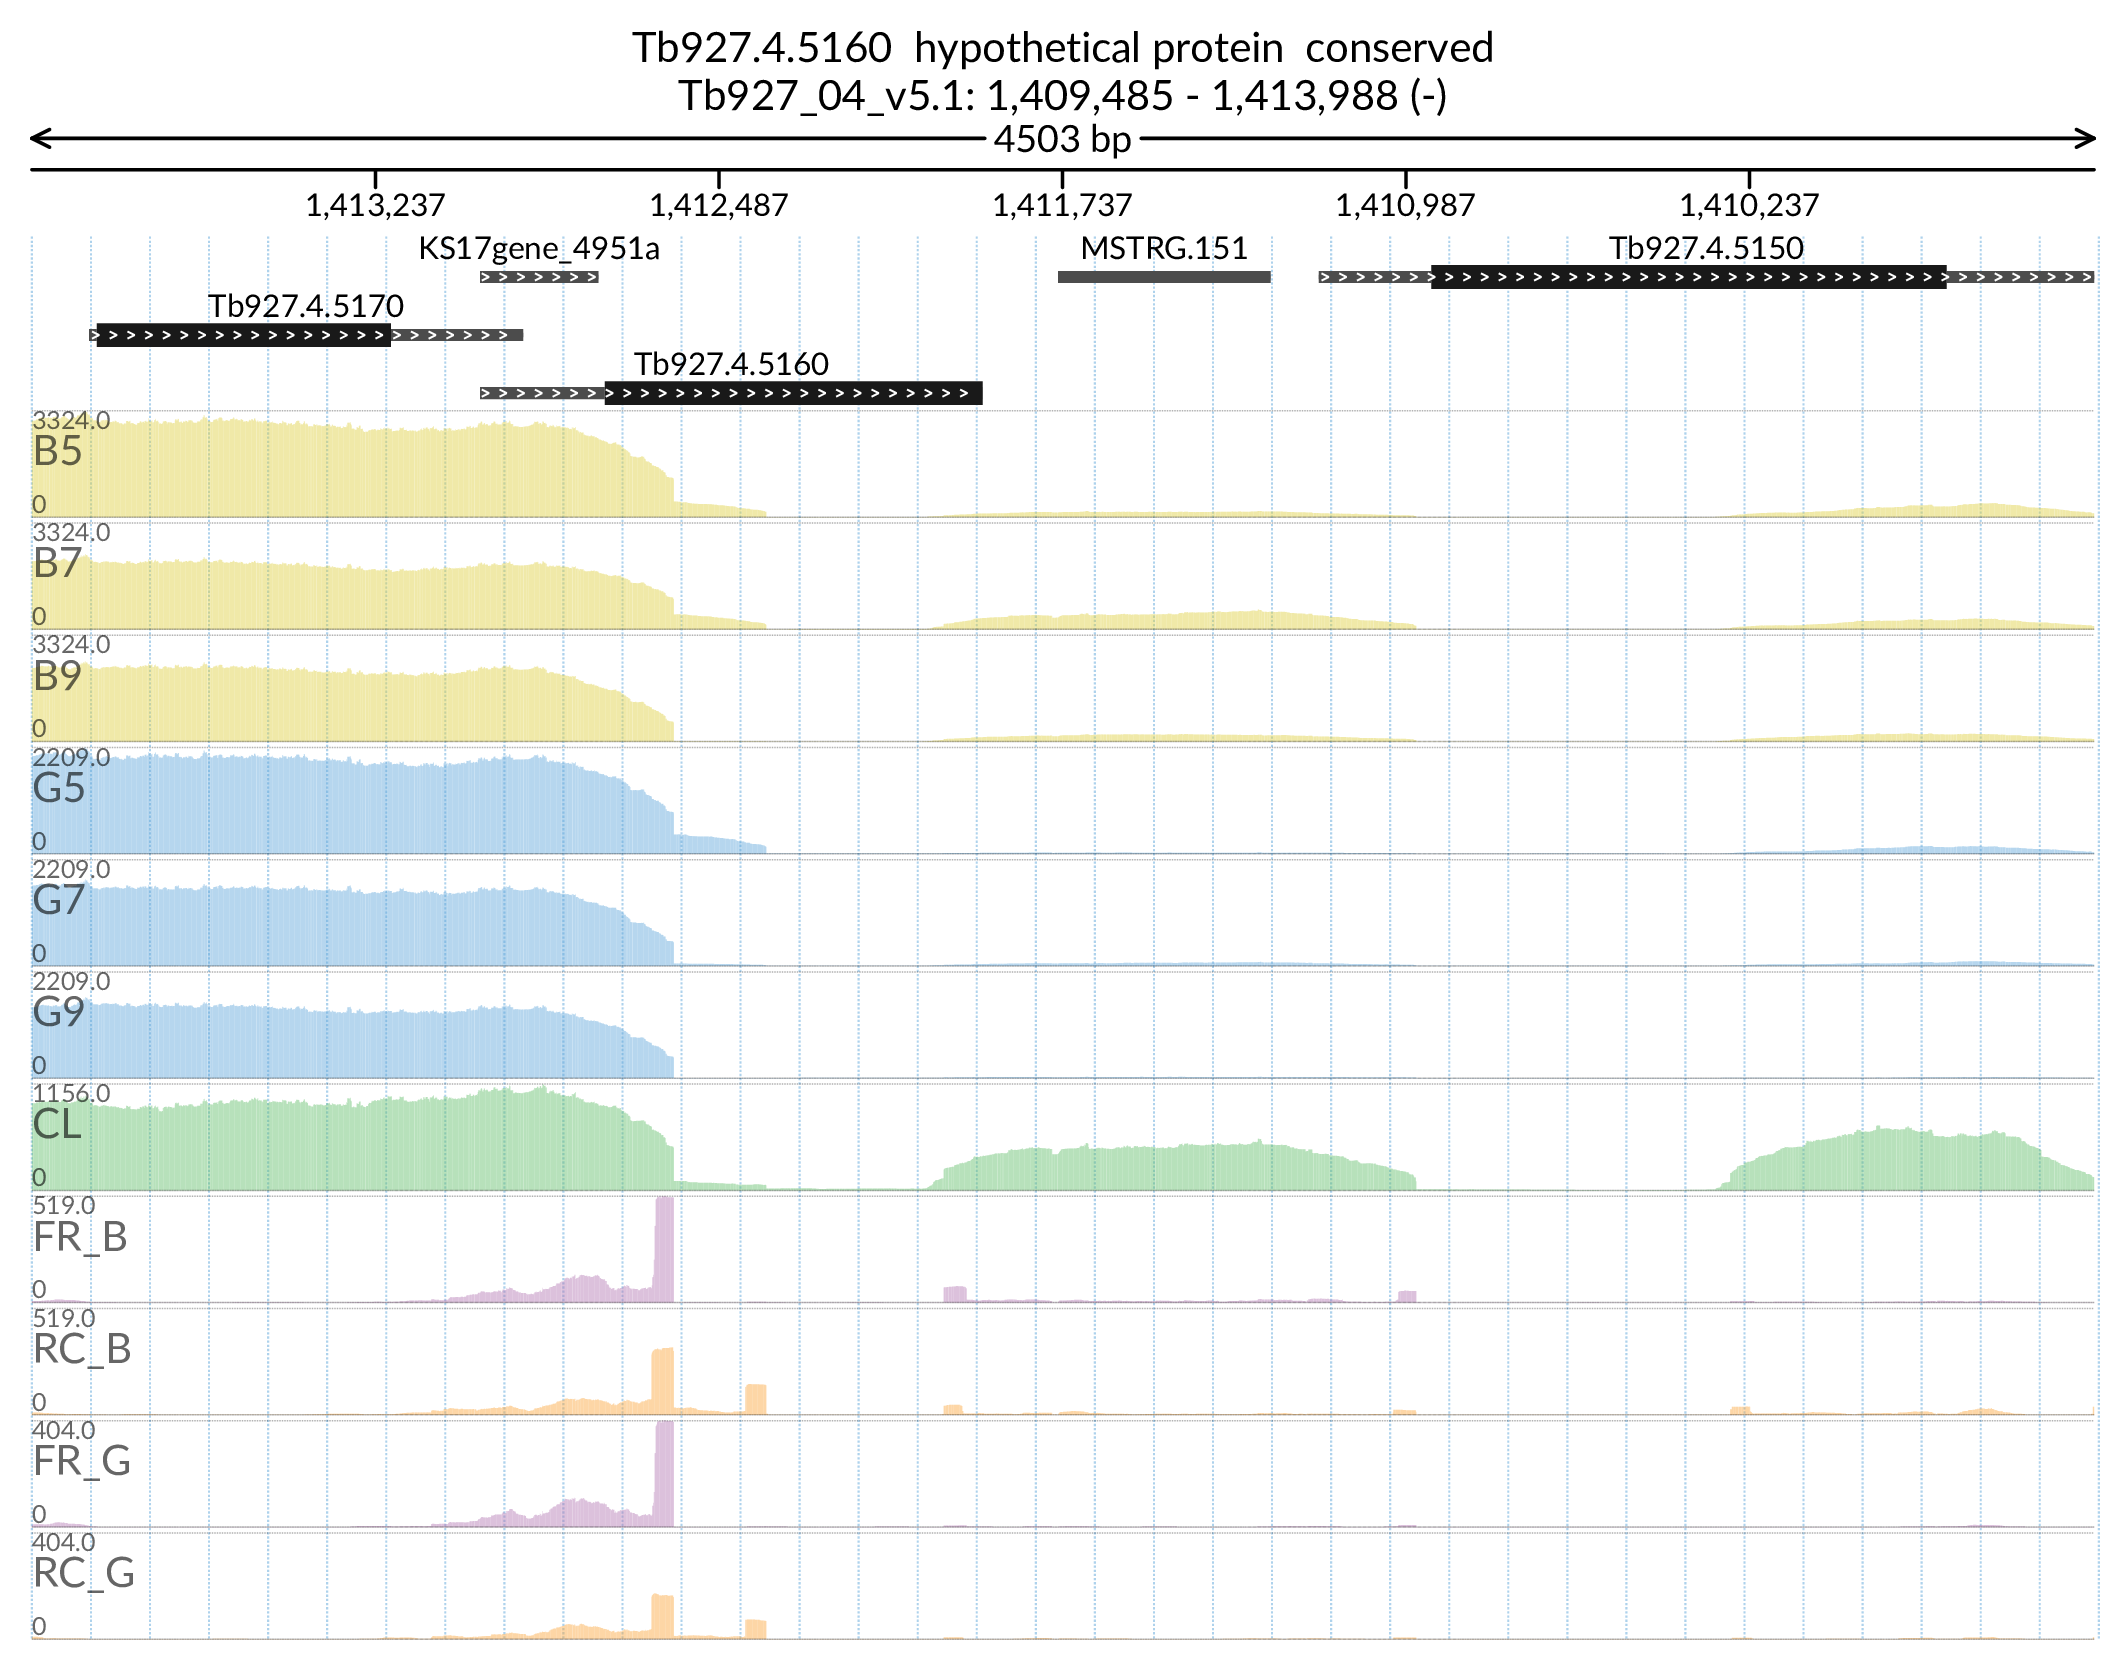 Tb927.4.5160  hypothetical protein  conserved
Tb927_04_v5.1: 1,409,485 - 1,413,988 (-)
4503 bp
1,413,237 1,412,487 1,411,737 1,410,987 1,410,237
KS17gene_4951a MSTRG.151 Tb927.4.5150
Tb927.4.5170
Tb927.4.5160
3324.0
B5
0
3324.0
B7
0
3324.0
B9
0
2209.0
G5
0
2209.0
G7
0
2209.0
G9
0
1156.0
CL
0
519.0
FR_B
0
519.0
RC_B
0
404.0
FR_G
0
404.0
RC_G
0